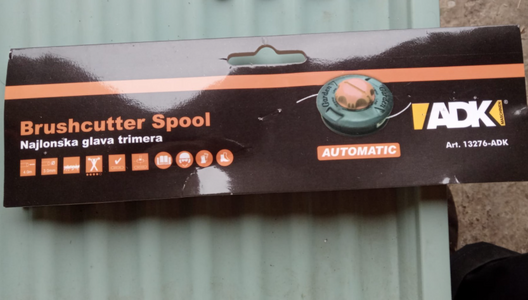 Brushcutter Spool
Najlonska glava trimera
AUTOMATIC
ADK
Art. 13276-ADK